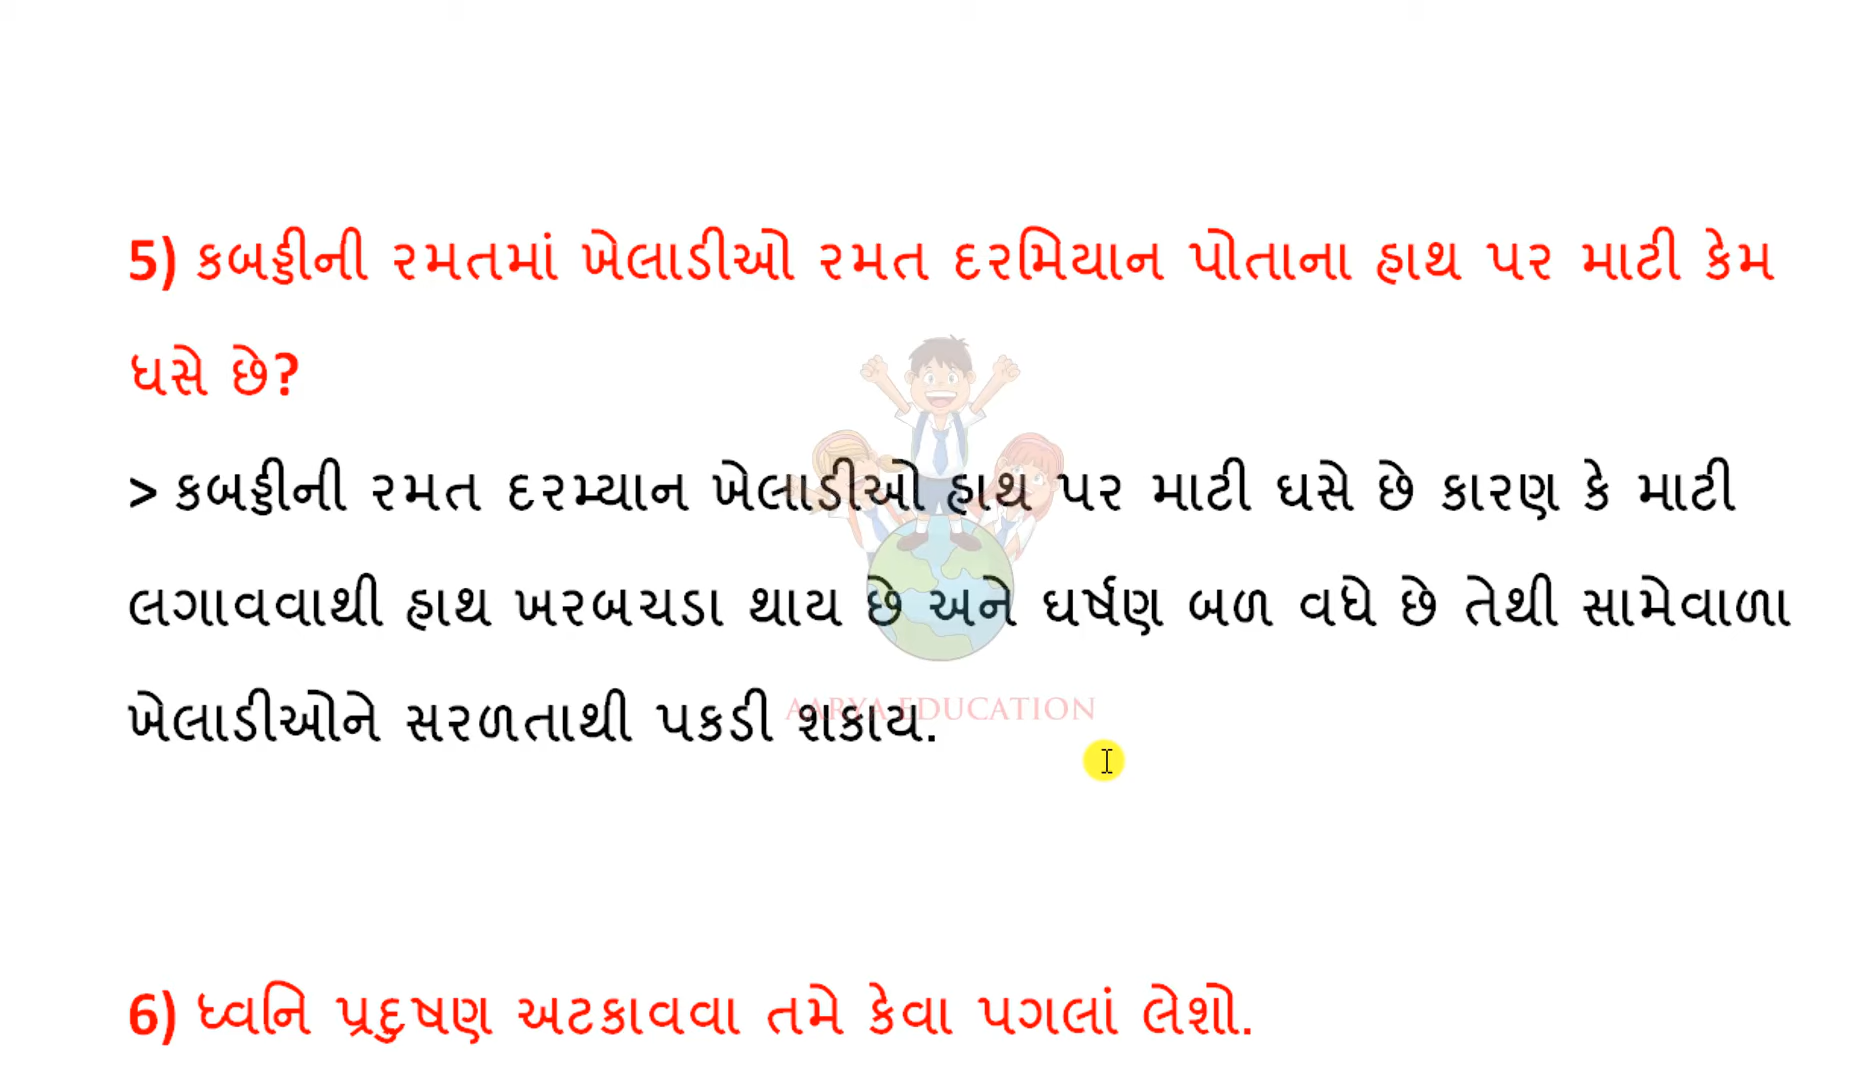 5) કબડ્ડીની રમતમાં ખેલાડીઓ રમત દરમિયાન પોતાના હાથ પર માટી કેમ
ઘસે છે?
> કબડ્ડીની રમત દરમ્યાન ખેલાડીઓ હાથ પર માટી ઘસે છે કારણ કે માટી
લગાવવાથી હાથ ખરબચડા થાય છે અને ઘર્ષણ બળ વધે છે તેથી સામેવાળા
AARYA EDUCATION
ખેલાડીઓને સરળતાથી પકડી શકાય.
6) ધ્વનિ પ્રદુષણ અટકાવવા તમે કેવા પગલાં લેશો.